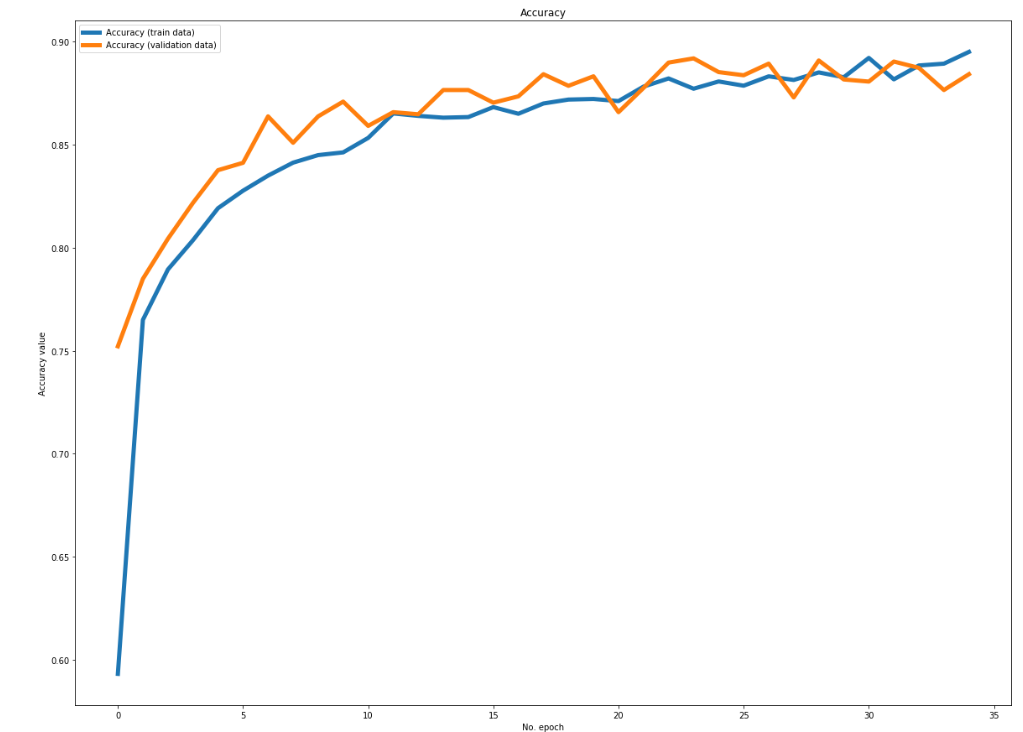 Accuracy
Accuracy (train data)
Accuracy (validation data)
0.90
0.85
0.80
0.75
0.70
0.65
0.60
Accuracy value
0 5 10 15 20 25 30 35
No. epoch